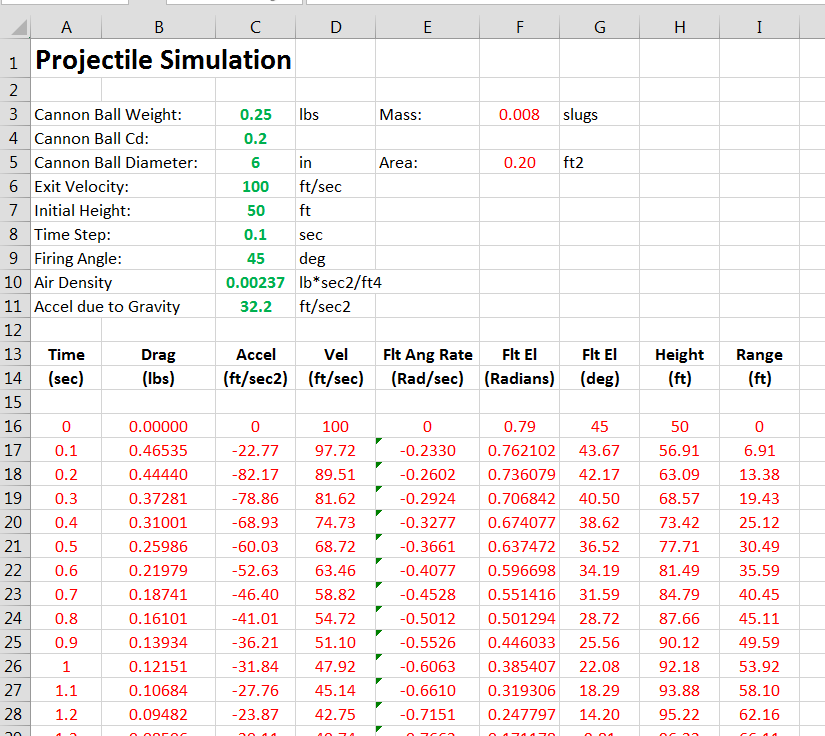 A B C D E F G H I
1 Projectile Simulation
2
3 Cannon Ball Weight: 0.25 lbs Mass: 0.008 slugs
4 Cannon Ball Cd: 0.2
5 Cannon Ball Diameter: 6 in Area: 0.20 ft2
6 Exit Velocity: 100 ft/sec
7 Initial Height: 50 ft
8 Time Step: 0.1 sec
9 Firing Angle: 45 deg
10 Air Density 0.00237 lb*sec2/ft4
11 Accel due to Gravity 32.2 ft/sec2
12
13 Time Drag Accel Vel Flt Ang Rate Flt El Flt El Height Range
14 (sec) (lbs) (ft/sec2) (ft/sec) (Rad/sec) (Radians) (deg) (ft) (ft)
15
16 0 0.00000 0 100 0 0.79 45 50 0
17 0.1 0.46535 -22.77 97.72 -0.2330 0.762102 43.67 56.91 6.91
18 0.2 0.44440 -82.17 89.51 -0.2602 0.736079 42.17 63.09 13.38
19 0.3 0.37281 -78.86 81.62 -0.2924 0.706842 40.50 68.57 19.43
20 0.4 0.31001 -68.93 74.73 -0.3277 0.674077 38.62 73.42 25.12
21 0.5 0.25986 -60.03 68.72 -0.3661 0.637472 36.52 77.71 30.49
22 0.6 0.21979 -52.63 63.46 -0.4077 0.596698 34.19 81.49 35.59
23 0.7 0.18741 -46.40 58.82 -0.4528 0.551416 31.59 84.79 40.45
24 0.8 0.16101 -41.01 54.72 -0.5012 0.501294 28.72 87.66 45.11
25 0.9 0.13934 -36.21 51.10 -0.5526 0.446033 25.56 90.12 49.59
26 1 0.12151 -31.84 47.92 -0.6063 0.385407 22.08 92.18 53.92
27 1.1 0.10684 -27.76 45.14 -0.6610 0.319306 18.29 93.88 58.10
28 1.2 0.09482 -23.87 42.75 -0.7151 0.247797 14.20 95.22 62.16